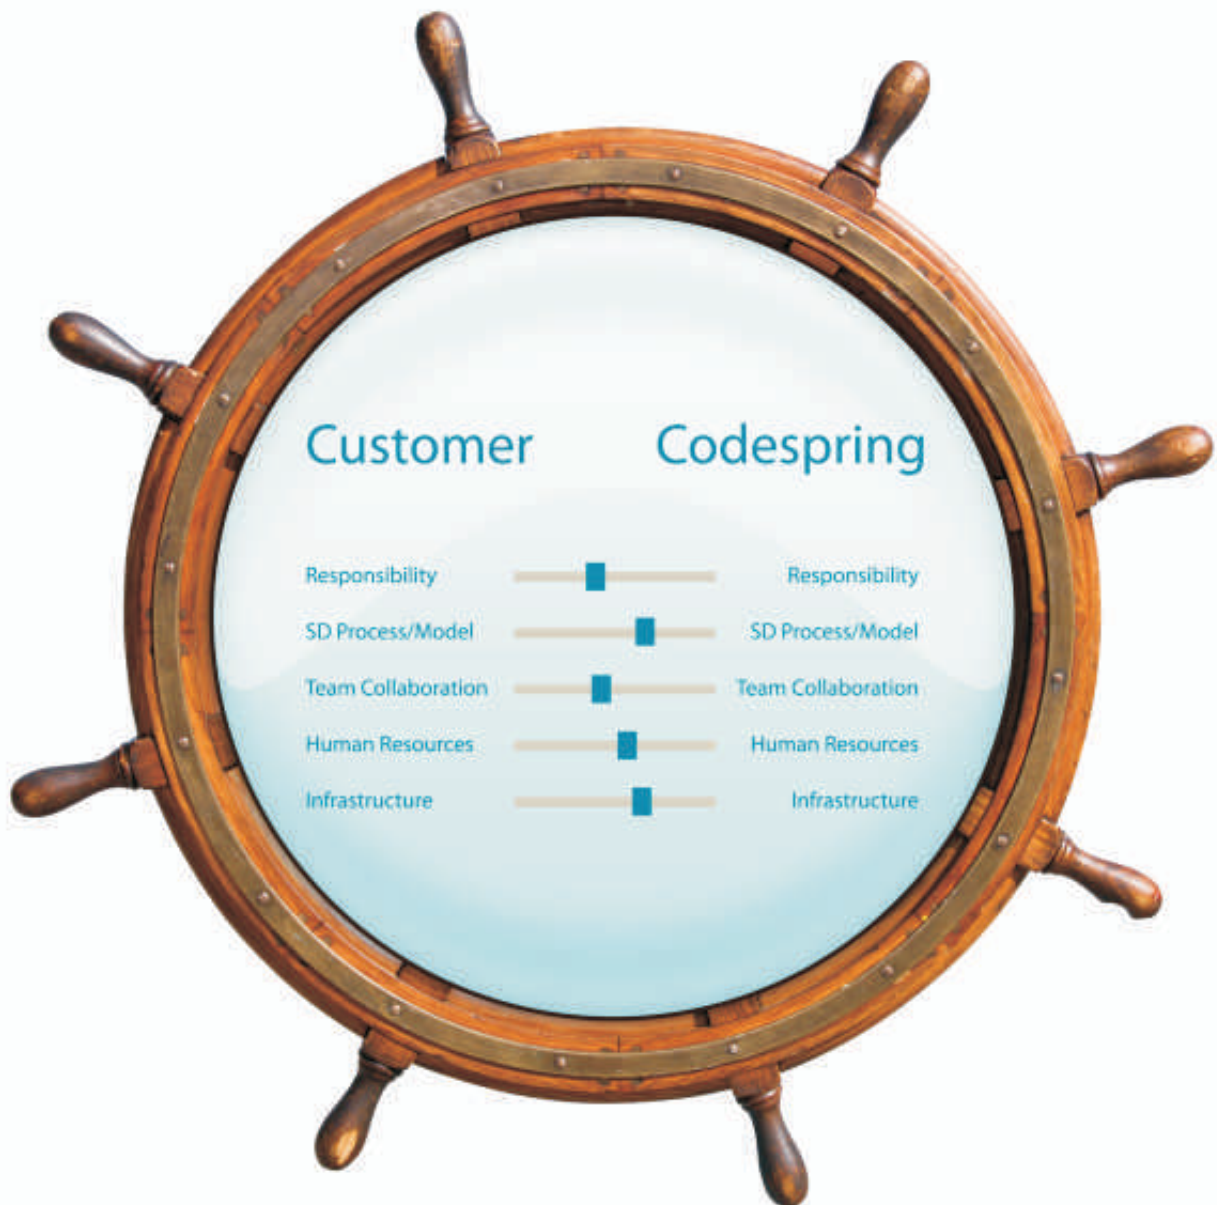 Customer Codespring
Responsibility Responsibility
SD Process/Model SD Process/Model
Team Collaboration Team Collaboration
Human Resources Human Resources
Infrastructure Infrastructure